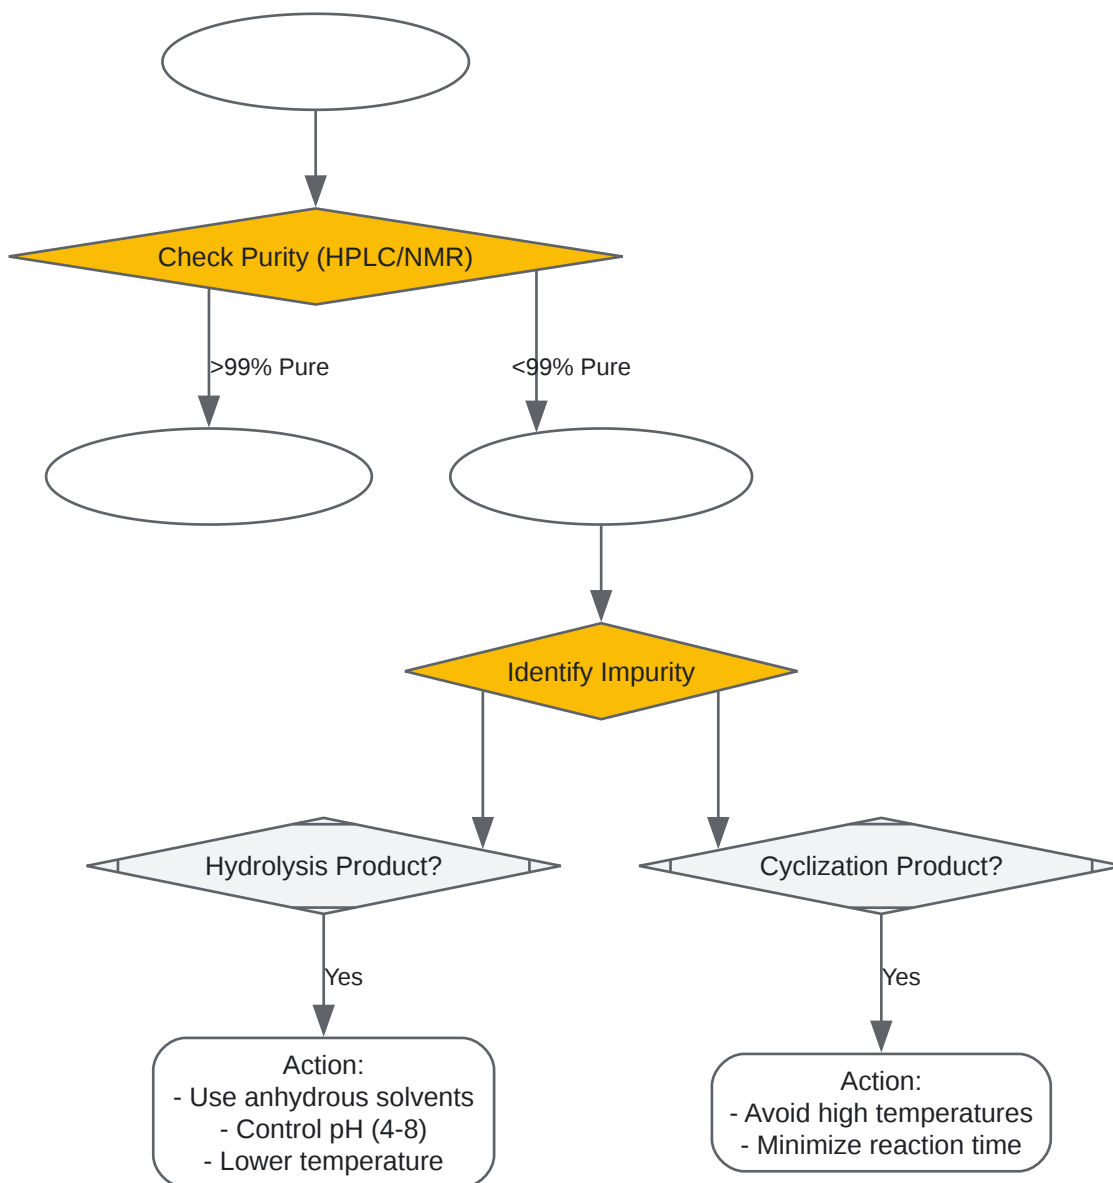 Check Purity (HPLC/NMR)
>99% Pure
<99% Pure
Identify Impurity
Hydrolysis Product?
Cyclization Product?
Yes
Yes
Action:
- Use anhydrous solvents
- Control pH (4-8)
- Lower temperature
Action:
- Avoid high temperatures
- Minimize reaction time